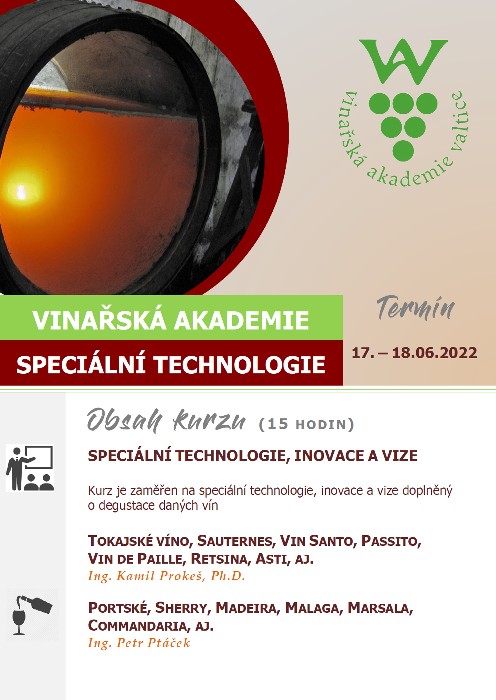 vinařská akademie valtice
VINAŘSKÁ AKADEMIE
SPECIÁLNÍ TECHNOLOGIE
Termín
17. – 18.06.2022
Obsah kurzu (15 HODIN)
SPECIÁLNÍ TECHNOLOGIE, INOVACE A VIZE
Kurz je zaměřen na speciální technologie, inovace a vize doplněný
o degustace daných vín
TOKAJSKÉ VÍNO, SAUTERNES, VIN SANTO, PASSITO,
VIN DE PAILLE, RETSINA, ASTI, AJ.
Ing. Kamil Prokeš, Ph.D.
PORTSKÉ, SHERRY, MADEIRA, MALAGA, MARSALA,
COMMANDARIA, AJ.
Ing. Petr Ptáček